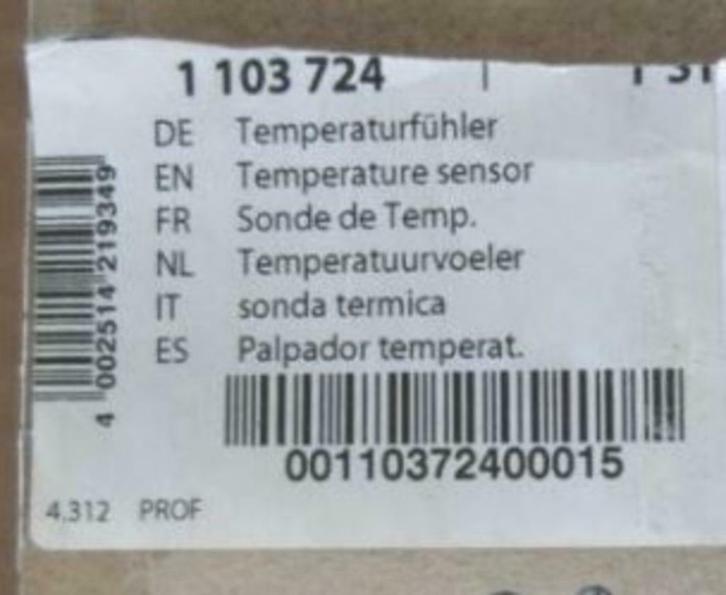 1 103 724
DE Temperaturfühler
EN Temperature sensor
FR Sonde de Temp.
NL Temperatuurvoeler
IT sonda termica
ES Palpador temperat.
00110372400015
4 002514 219349
4.312 PROF